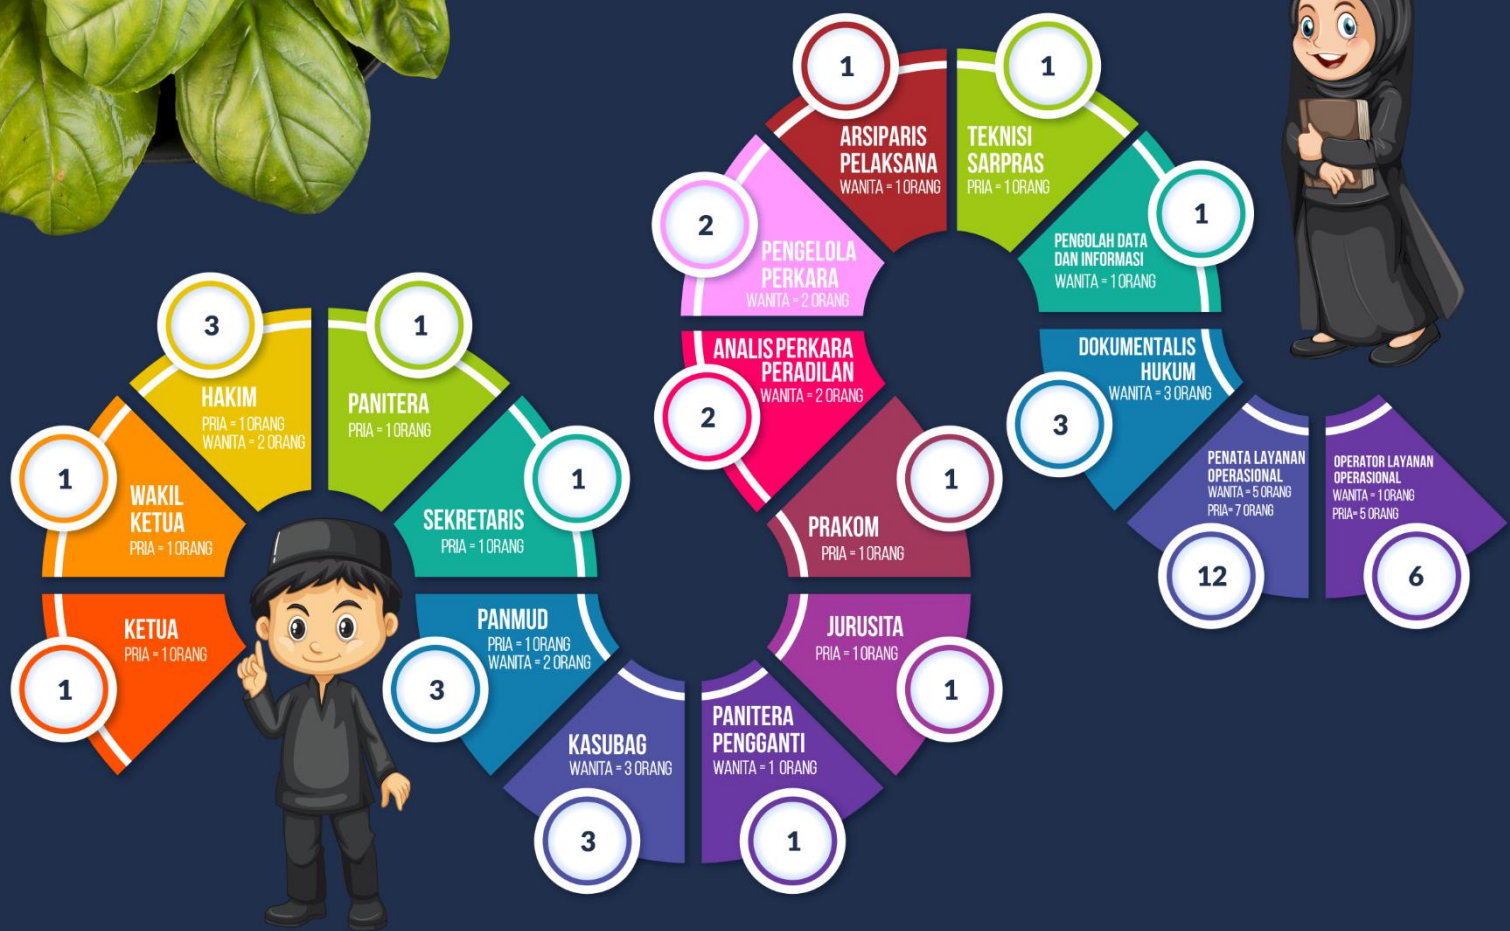 1
KETUA
PRIA = 1 ORANG
1
WAKIL
KETUA
PRIA = 1 ORANG
3
HAKIM
PRIA = 1 ORANG
WANITA = 2 ORANG
1
PANITERA
PRIA = 1 ORANG
1
SEKRETARIS
PRIA = 1 ORANG
3
PANMUD
PRIA = 1 ORANG
WANITA = 2 ORANG
KASUBAG
WANITA = 3 ORANG
3
PANITERA
PENGGANTI
WANITA = 1 ORANG
1
JURUSITA
PRIA = 1 ORANG
1
1
PRAKOM
PRIA = 1 ORANG
ANALIS PERKARA
PERADILAN
WANITA = 2 ORANG
2
2
PENGELOLA
PERKARA
WANITA = 2 ORANG
1
ARSIPARIS
PELAKSANA
WANITA = 1 ORANG
1
TEKNISI
SARPRAS
PRIA = 1 ORANG
1
PENGOLAH DATA
DAN INFORMASI
WANITA = 1 ORANG
DOKUMENTALIS
HUKUM
WANITA = 3 ORANG
3
PENATA LAYANAN
OPERASIONAL
WANITA = 5 ORANG
PRIA= 7 ORANG
12
OPERATOR LAYANAN
OPERASIONAL
WANITA = 1 ORANG
PRIA= 5 ORANG
6